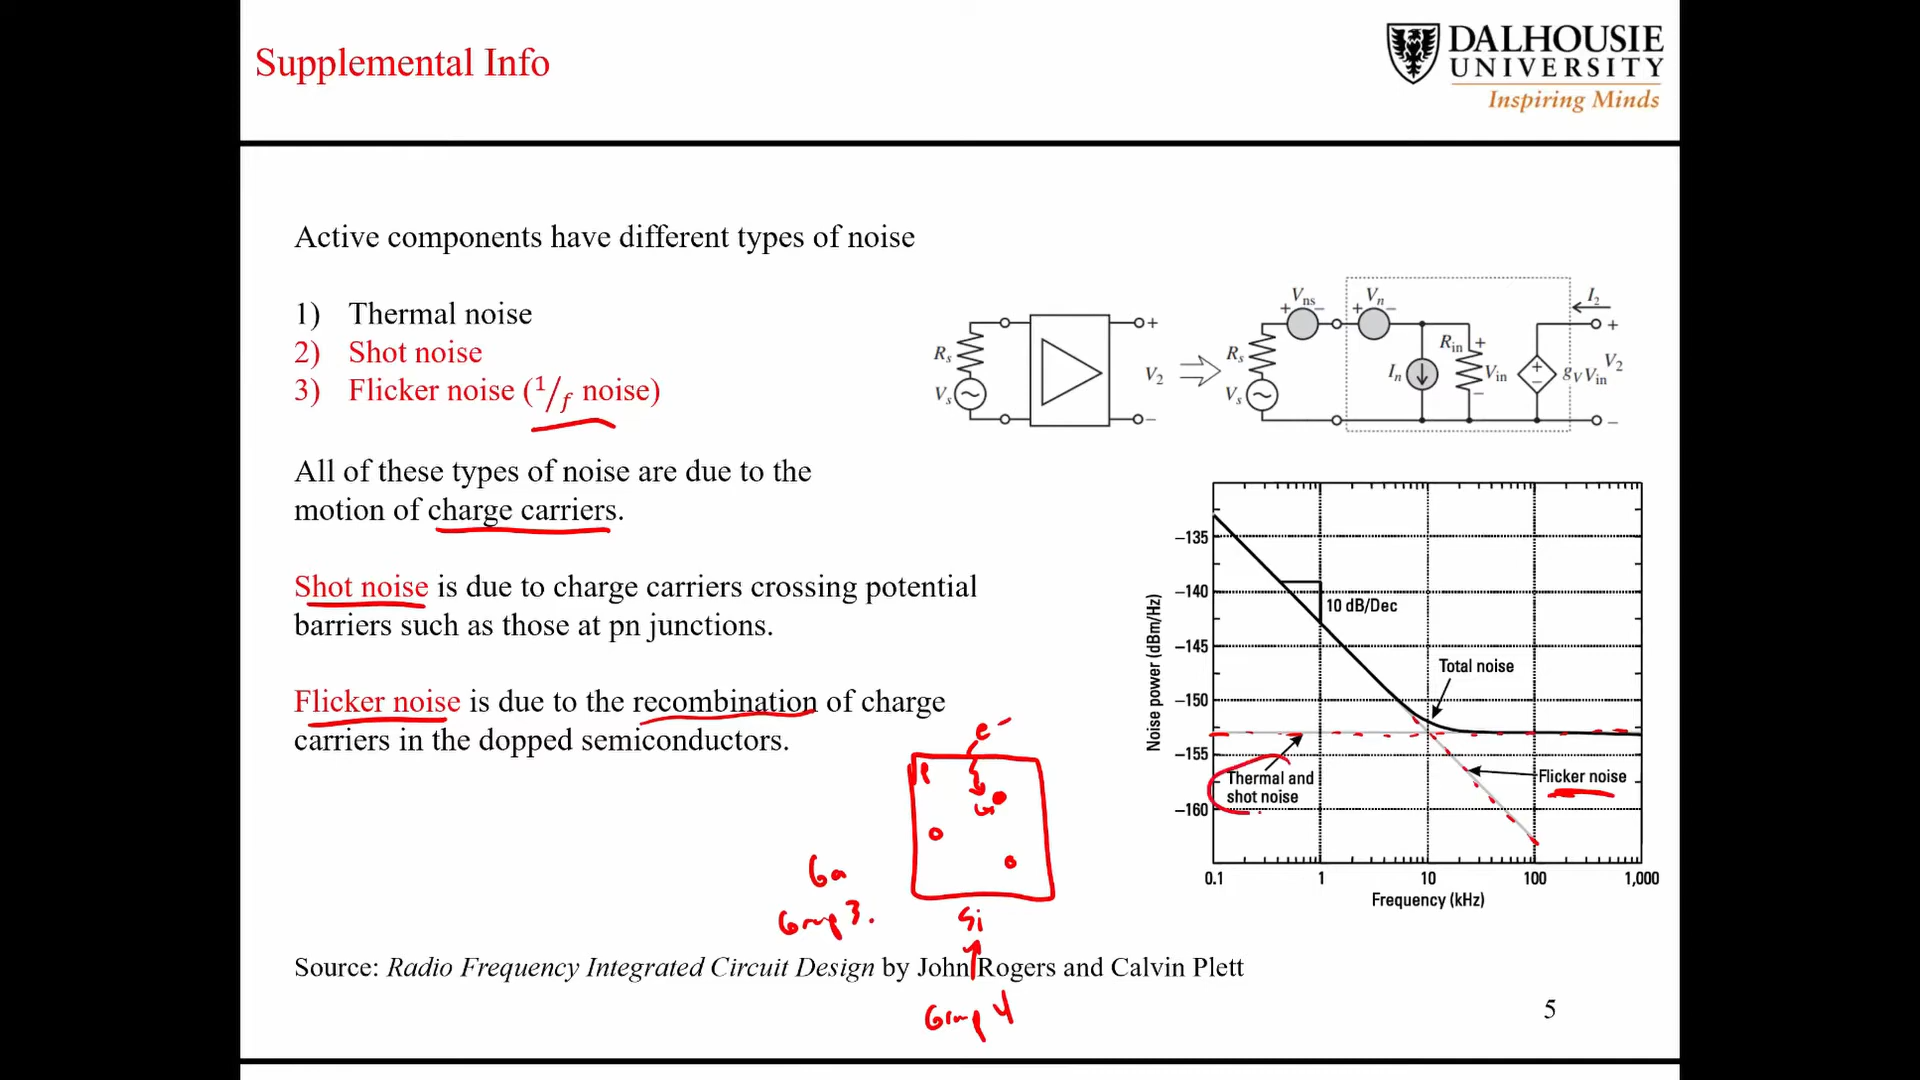 Supplemental Info
DALHOUSIE
UNIVERSITY
Inspiring Minds
Active components have different types of noise
1) Thermal noise
2) Shot noise
3) Flicker noise (1/f noise)
All of these types of noise are due to the
motion of charge carriers.
Shot noise is due to charge carriers crossing potential
barriers such as those at pn junctions.
Flicker noise is due to the recombination of charge
carriers in the dopped semiconductors.
Rs
Vs
+
V2
−
Rs
Vs
+ Vns −
+ Vn −
In
Rin
+
Vin
−
+
−
gVVin
I2
+
V2
−
−135
−140
−145
−150
−155
−160
Noise power (dBm/Hz)
10 dB/Dec
Total noise
Thermal and
shot noise
Flicker noise
0.1 1 10 100 1,000
Frequency (kHz)
e−
P
Ga
Group 3.
Si
Group 4
Source: Radio Frequency Integrated Circuit Design by John Rogers and Calvin Plett
5